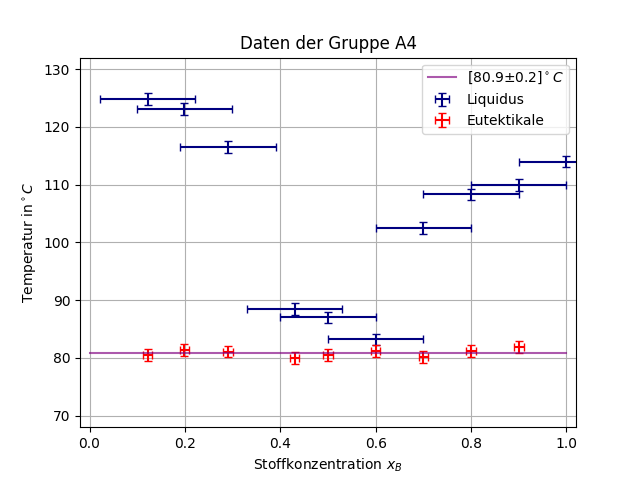 Daten der Gruppe A4
[80.9±0.2]°C
Liquidus
Eutektikale
Temperatur in °C
130
120
110
100
90
80
70
0.0 0.2 0.4 0.6 0.8 1.0
Stoffkonzentration x_B